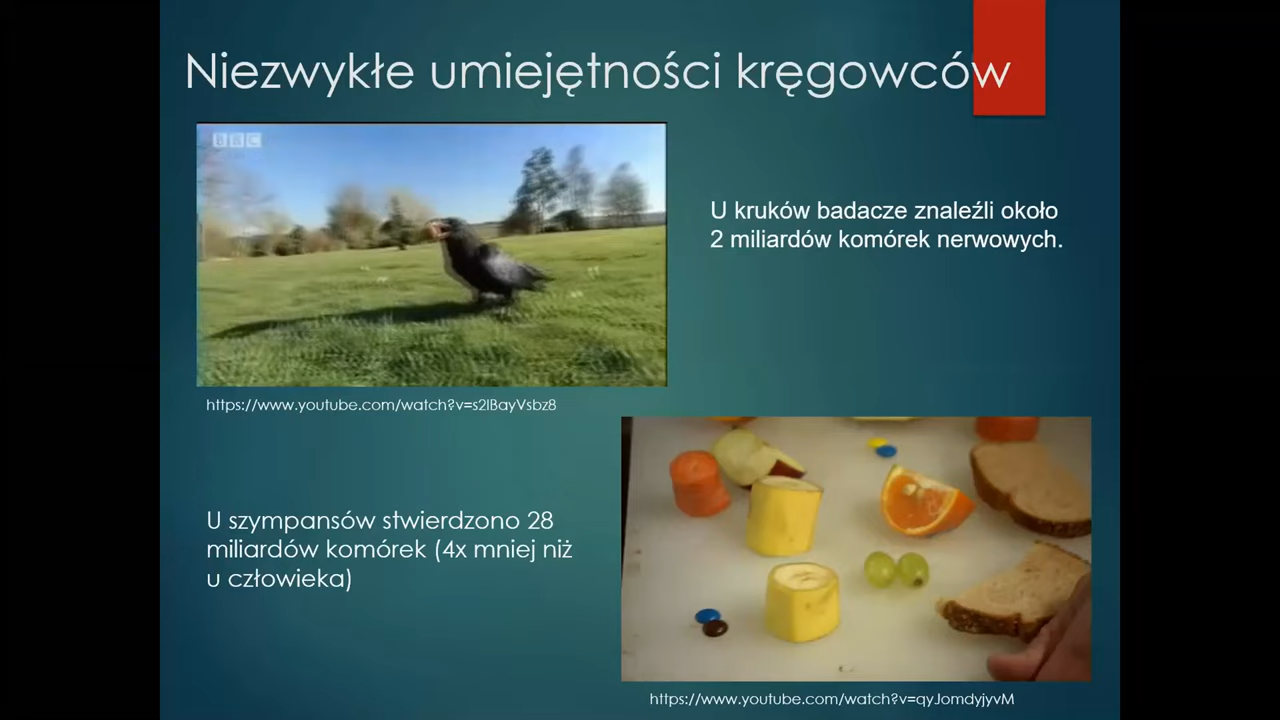 Niezwykłe umiejętności kręgowców
BBC
U kruków badacze znaleźli około
2 miliardów komórek nerwowych.
https://www.youtube.com/watch?v=s2IBayVsbz8
U szympansów stwierdzono 28
miliardów komórek (4x mniej niż
u człowieka)
https://www.youtube.com/watch?v=qyJomdyjyvM